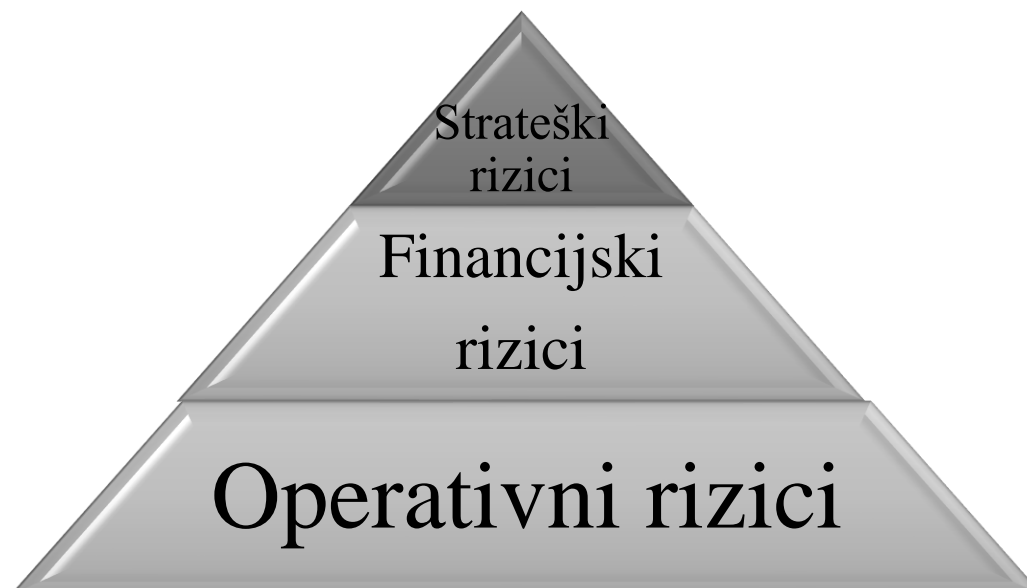 Strateški
rizici
Financijski
rizici
Operativni rizici